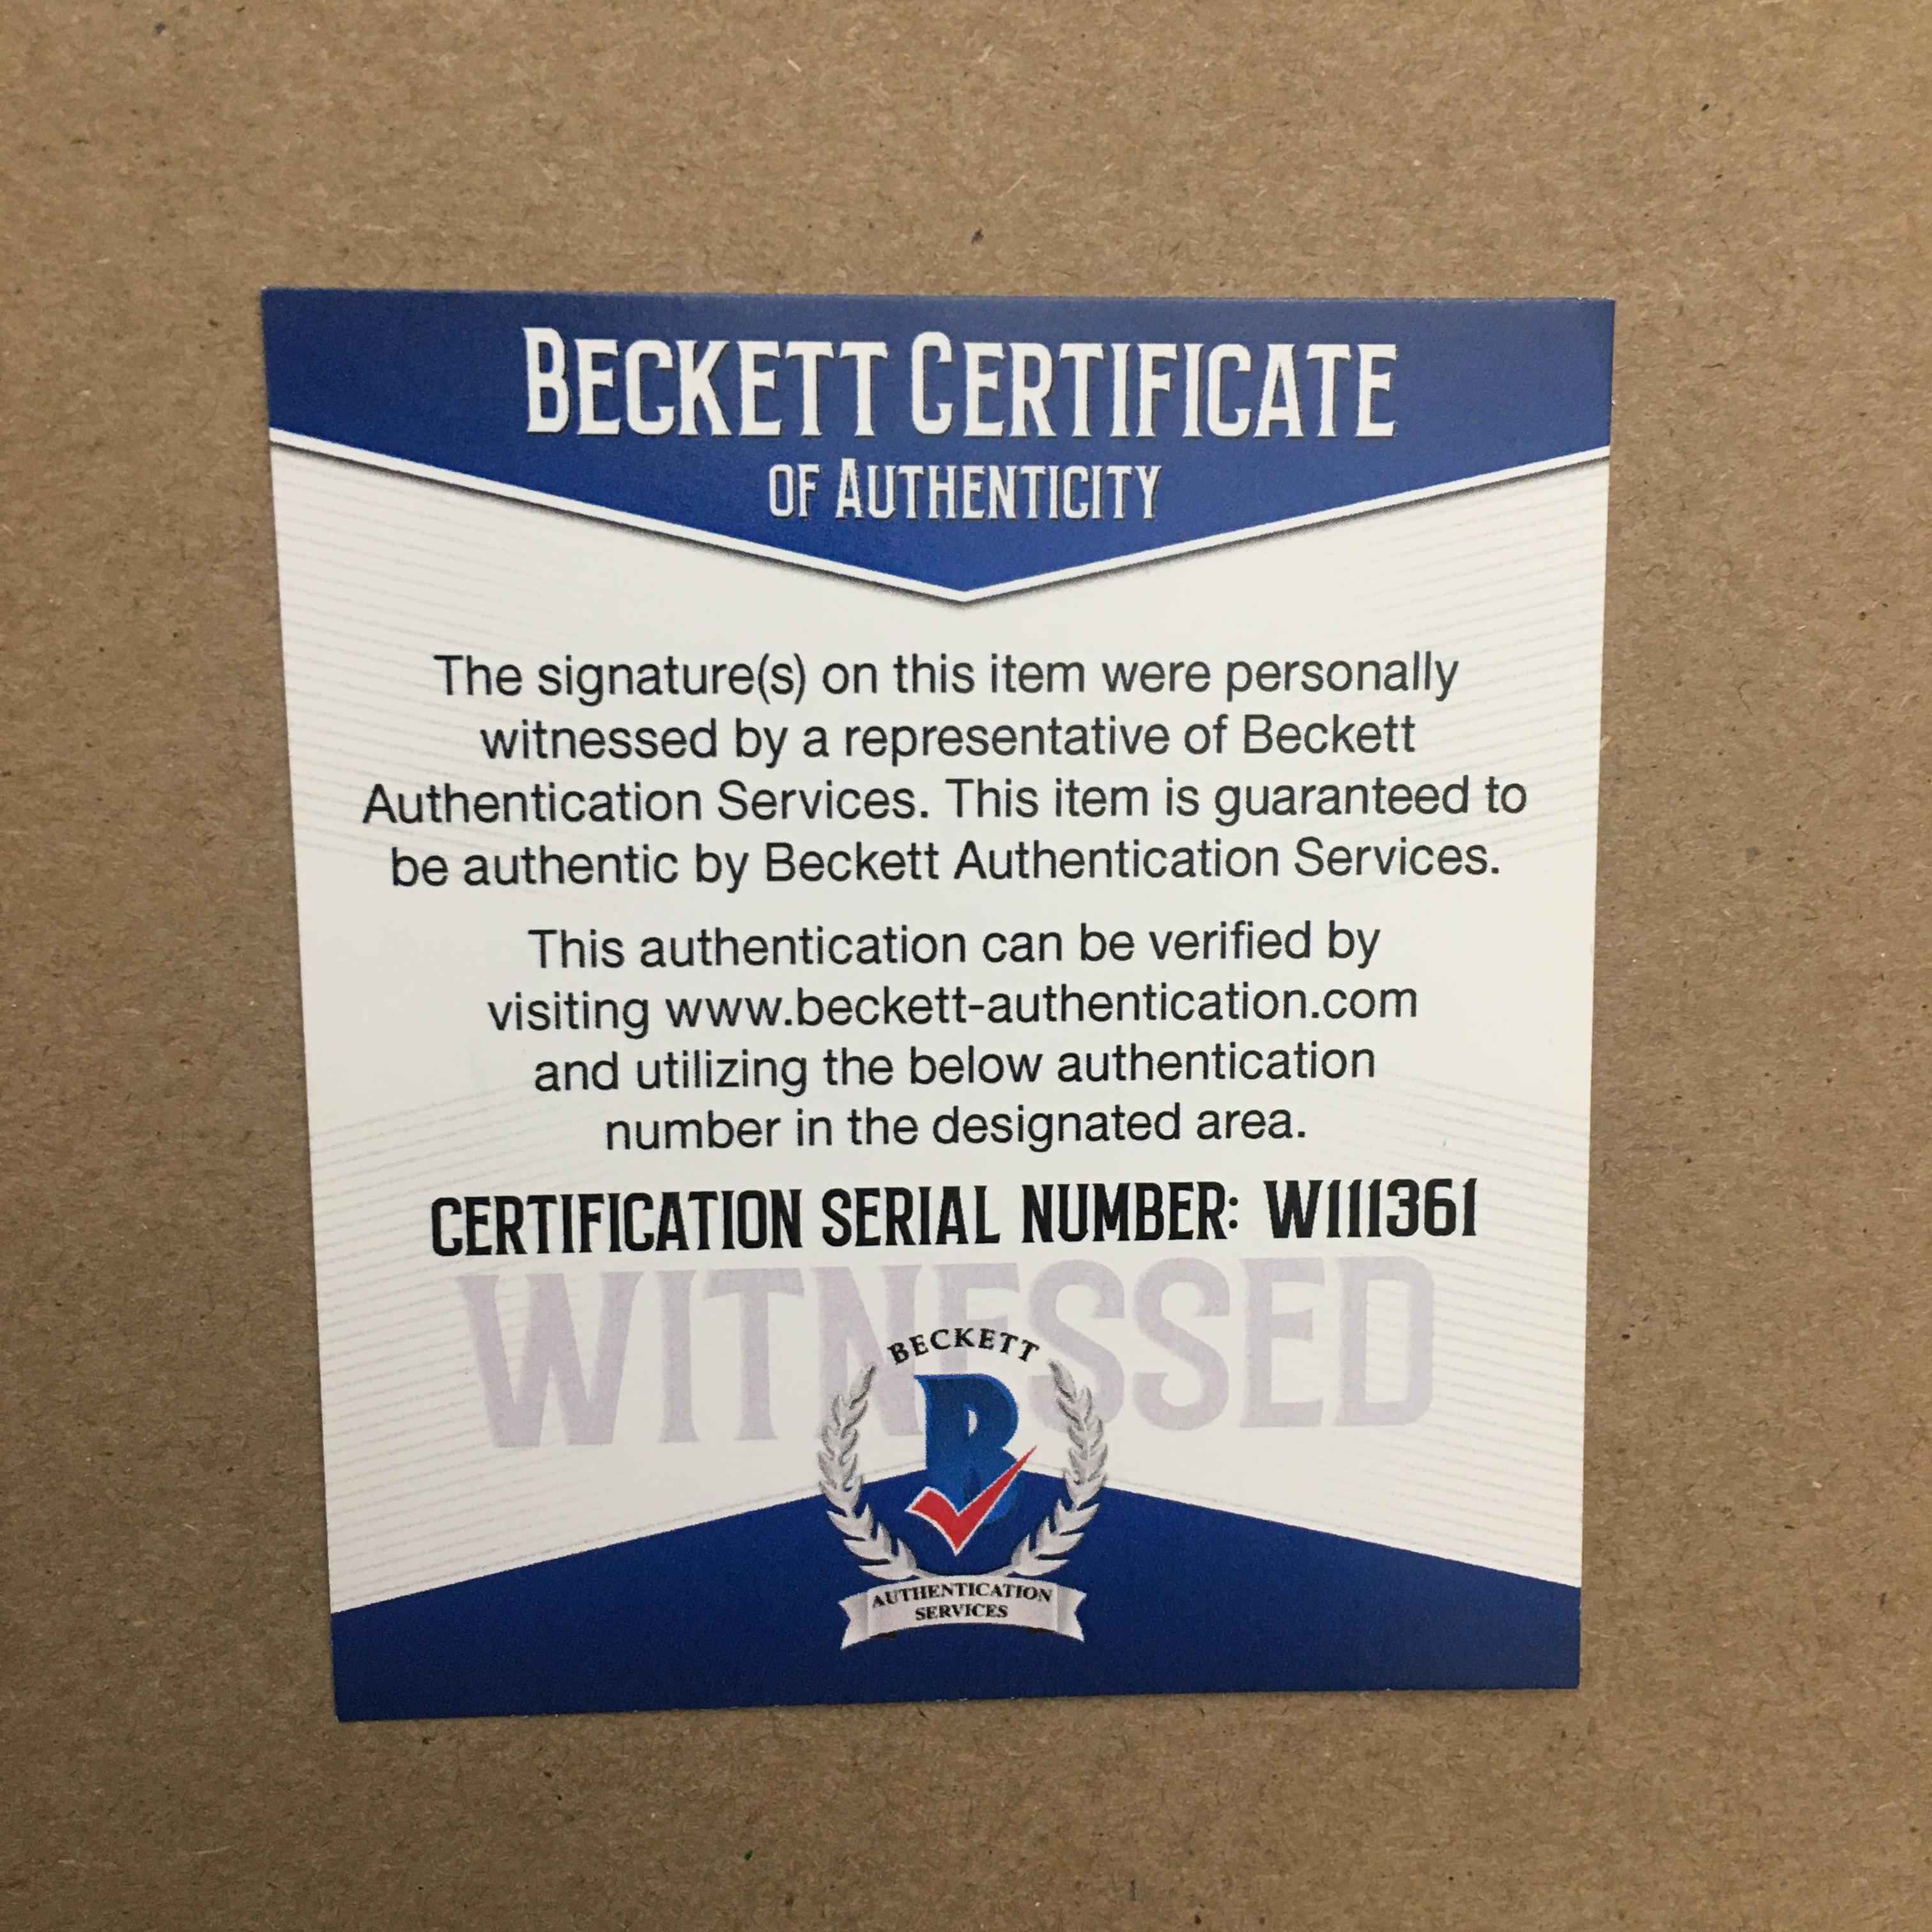 BECKETT CERTIFICATE
OF AUTHENTICITY
The signature(s) on this item were personally
witnessed by a representative of Beckett
Authentication Services. This item is guaranteed to
be authentic by Beckett Authentication Services.
This authentication can be verified by
visiting www.beckett-authentication.com
and utilizing the below authentication
number in the designated area.
CERTIFICATION SERIAL NUMBER: W111361
WITNESSED
BECKETT
B
AUTHENTICATION
SERVICES